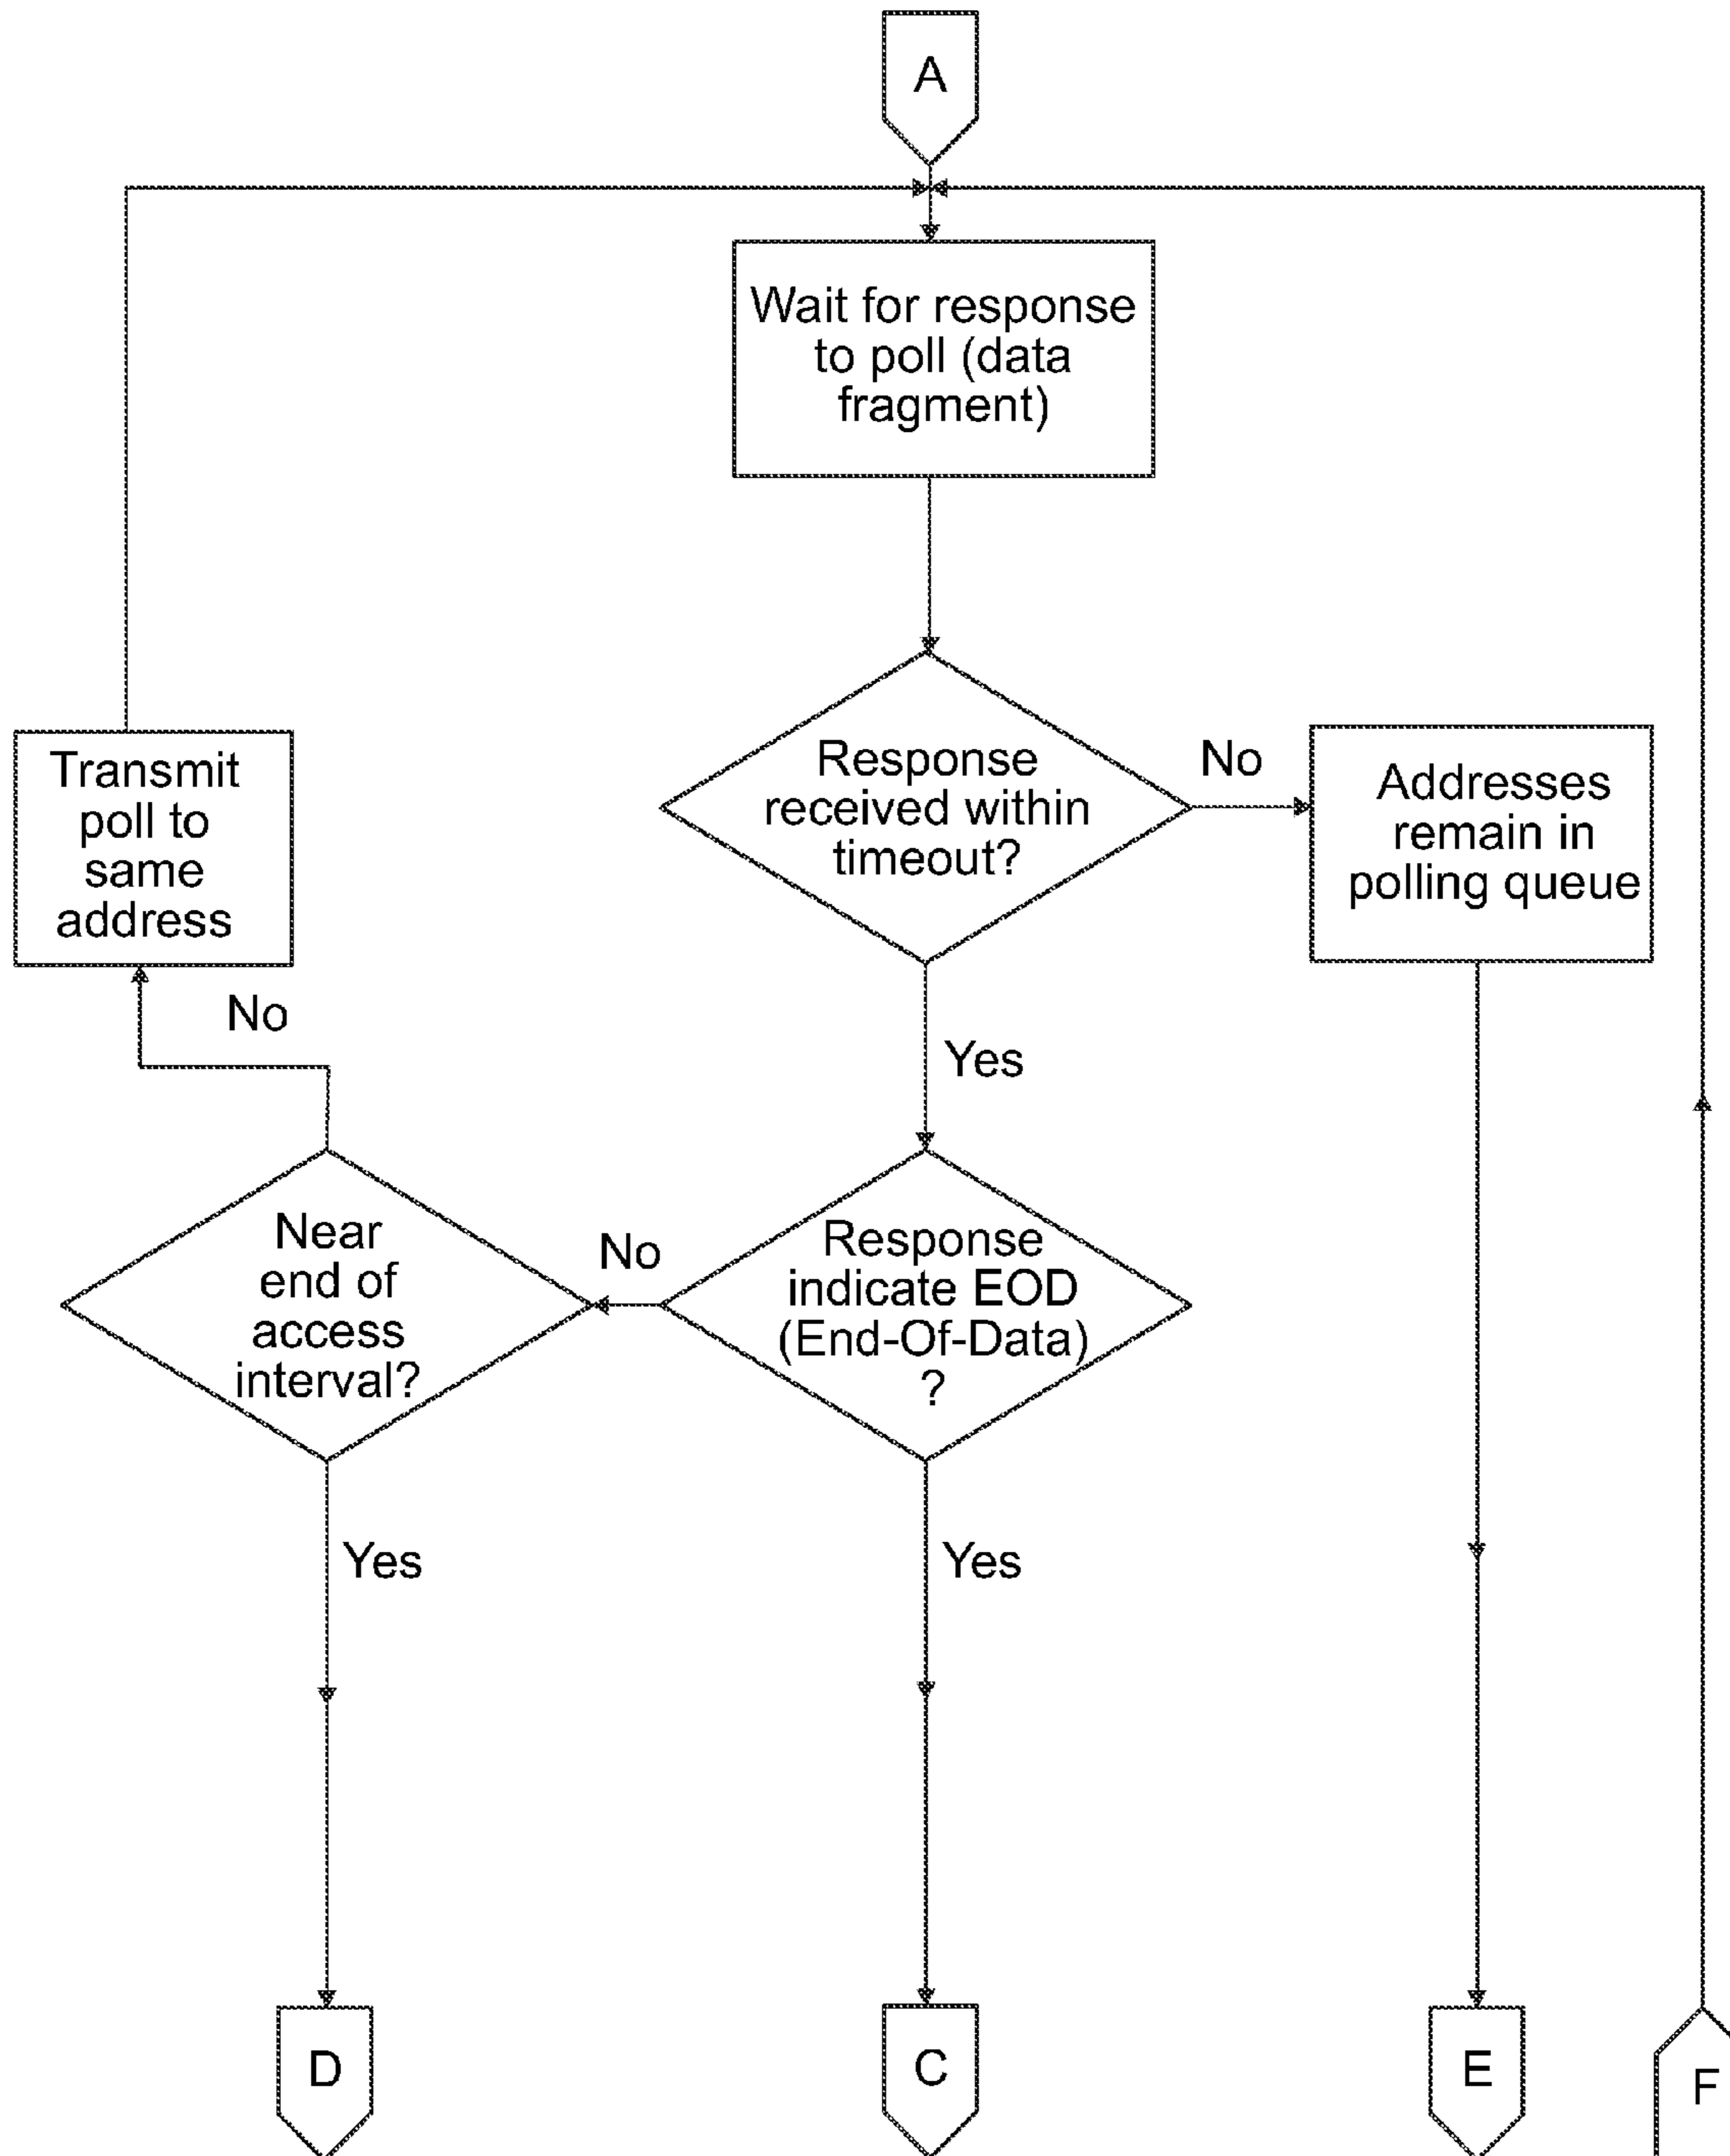 A
Wait for response
to poll (data
fragment)
Response
received within
timeout?
No
Addresses
remain in
polling queue
Transmit
poll to
same
address
No
Yes
Near
end of
access
interval?
No
Response
indicate EOD
(End-Of-Data)
?
Yes
Yes
D
C
E
F